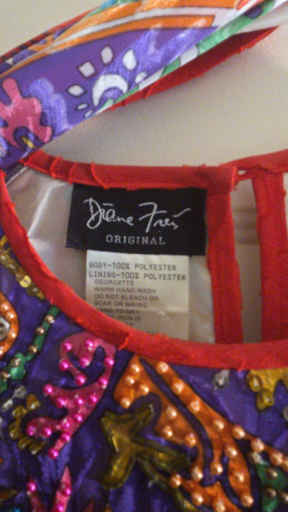 Diane Freis
ORIGINAL
BODY-100% POLYESTER
LINING-100% POLYESTER
GEORGETTE
WARM HAND WASH
DO NOT BLEACH OR
SOAK OR WRING